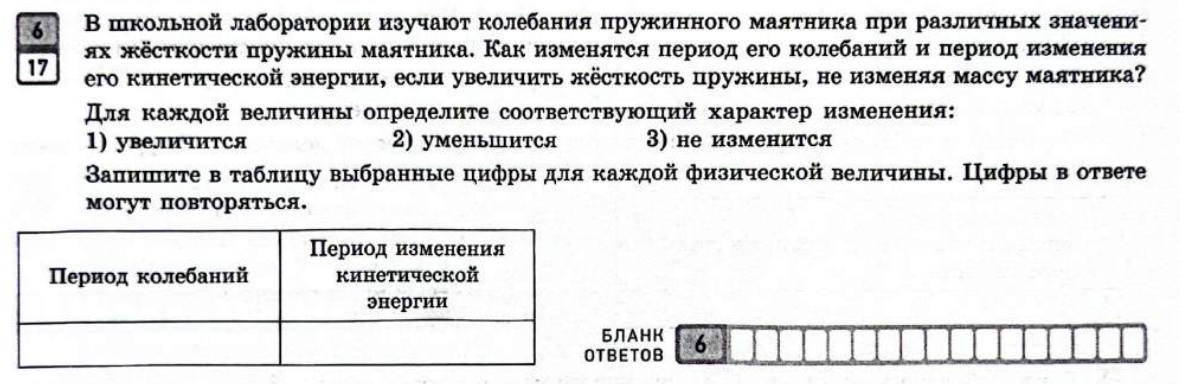 6
17
В школьной лаборатории изучают колебания пружинного маятника при различных значени-
ях жёсткости пружины маятника. Как изменятся период его колебаний и период изменения
его кинетической энергии, если увеличить жёсткость пружины, не изменяя массу маятника?
Для каждой величины определите соответствующий характер изменения:
1) увеличится 2) уменьшится 3) не изменится
Запишите в таблицу выбранные цифры для каждой физической величины. Цифры в ответе
могут повторяться.
Период колебаний
Период изменения
кинетической
энергии
БЛАНК
ОТВЕТОВ
6